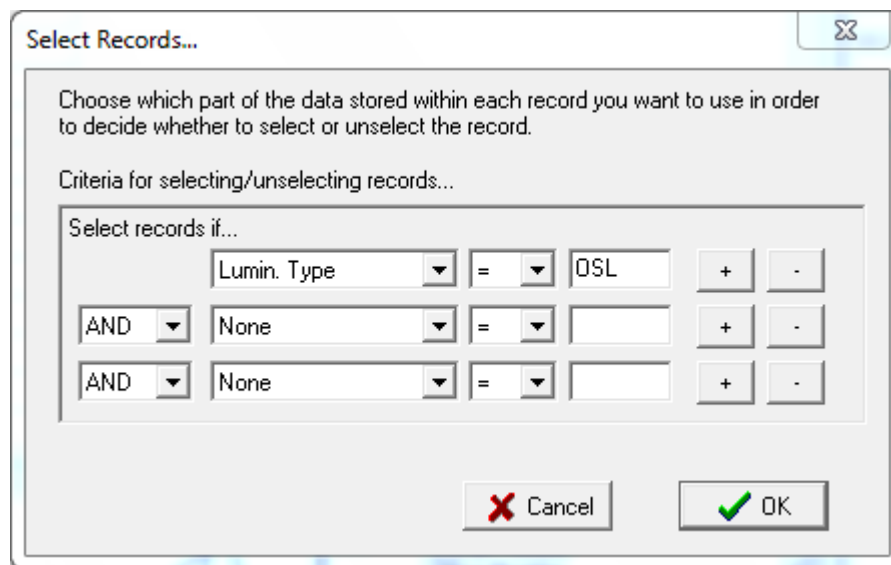 Select Records...
Choose which part of the data stored within each record you want to use in order
to decide whether to select or unselect the record.
Criteria for selecting/unselecting records...
Select records if...
Lumin. Type = OSL + -
AND None = + -
AND None = + -
Cancel OK